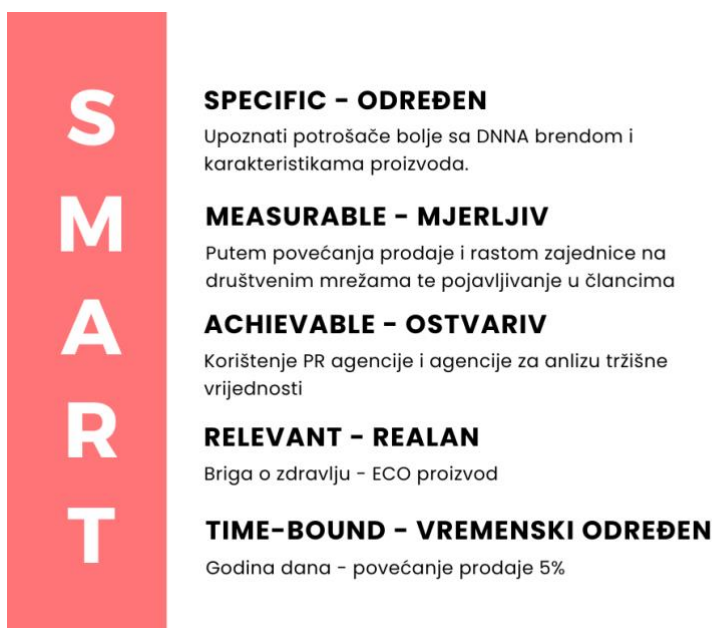 S
SPECIFIC - ODREĐEN
Upoznati potrošače bolje sa DNNA brendom i
karakteristikama proizvoda.
M
MEASURABLE - MJERLJIV
Putem povećanja prodaje i rastom zajednice na
društvenim mrežama te pojavljivanje u člancima
A
ACHIEVABLE - OSTVARIV
Korištenje PR agencije i agencije za anlizu tržišne
vrijednosti
R
RELEVANT - REALAN
Briga o zdravlju - ECO proizvod
T
TIME-BOUND - VREMENSKI ODREĐEN
Godina dana - povećanje prodaje 5%